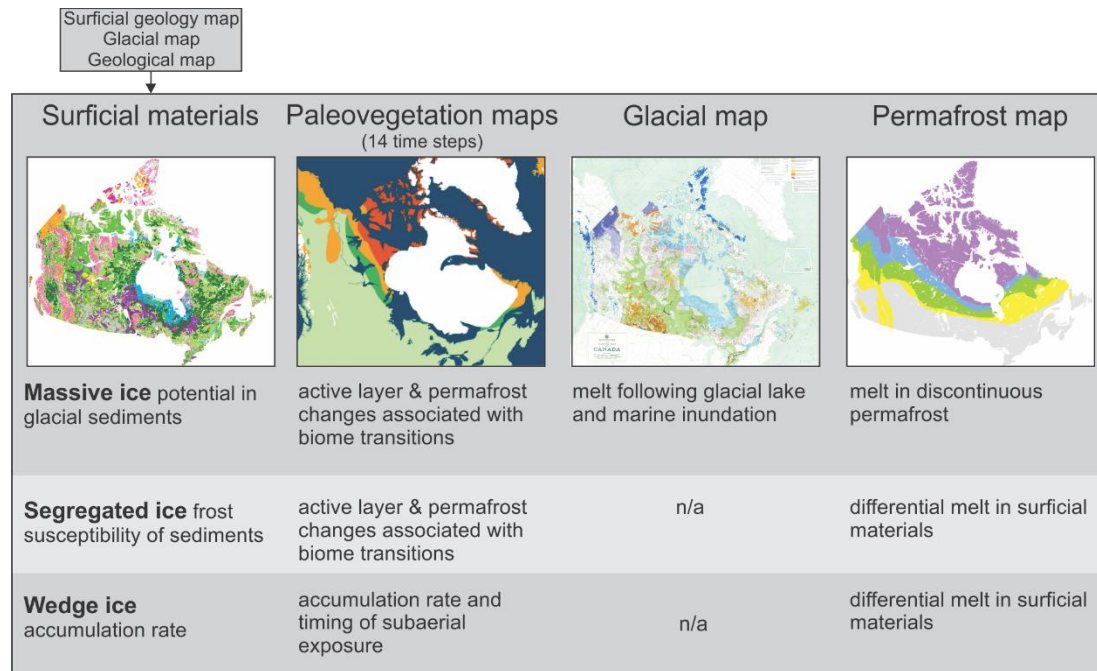 Surficial geology map
Glacial map
Geological map
Surficial materials
Paleovegetation maps
(14 time steps)
Glacial map
Permafrost map
CANADA
Massive ice potential in
glacial sediments
active layer & permafrost
changes associated with
biome transitions
melt following glacial lake
and marine inundation
melt in discontinuous
permafrost
Segregated ice frost
susceptibility of sediments
active layer & permafrost
changes associated with
biome transitions
n/a
differential melt in surficial
materials
Wedge ice
accumulation rate
accumulation rate and
timing of subaerial
exposure
n/a
differential melt in surficial
materials